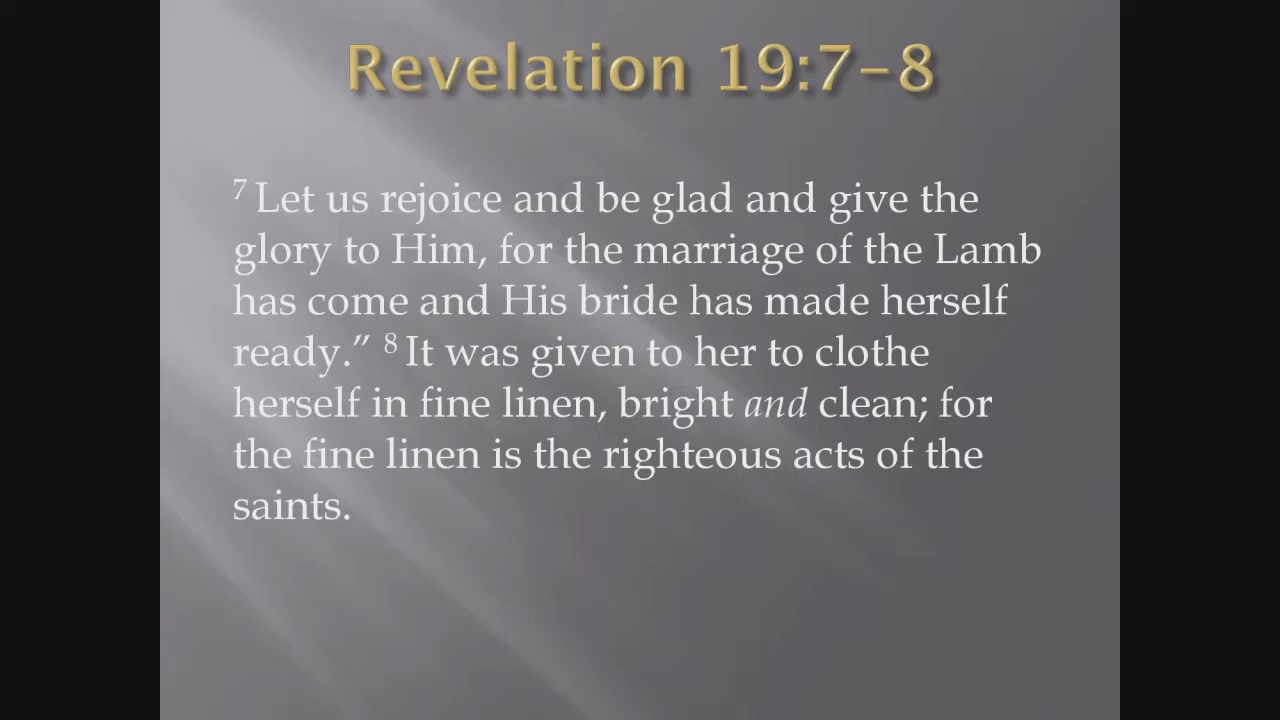 Revelation 19:7-8
7 Let us rejoice and be glad and give the
glory to Him, for the marriage of the Lamb
has come and His bride has made herself
ready.” 8 It was given to her to clothe
herself in fine linen, bright and clean; for
the fine linen is the righteous acts of the
saints.